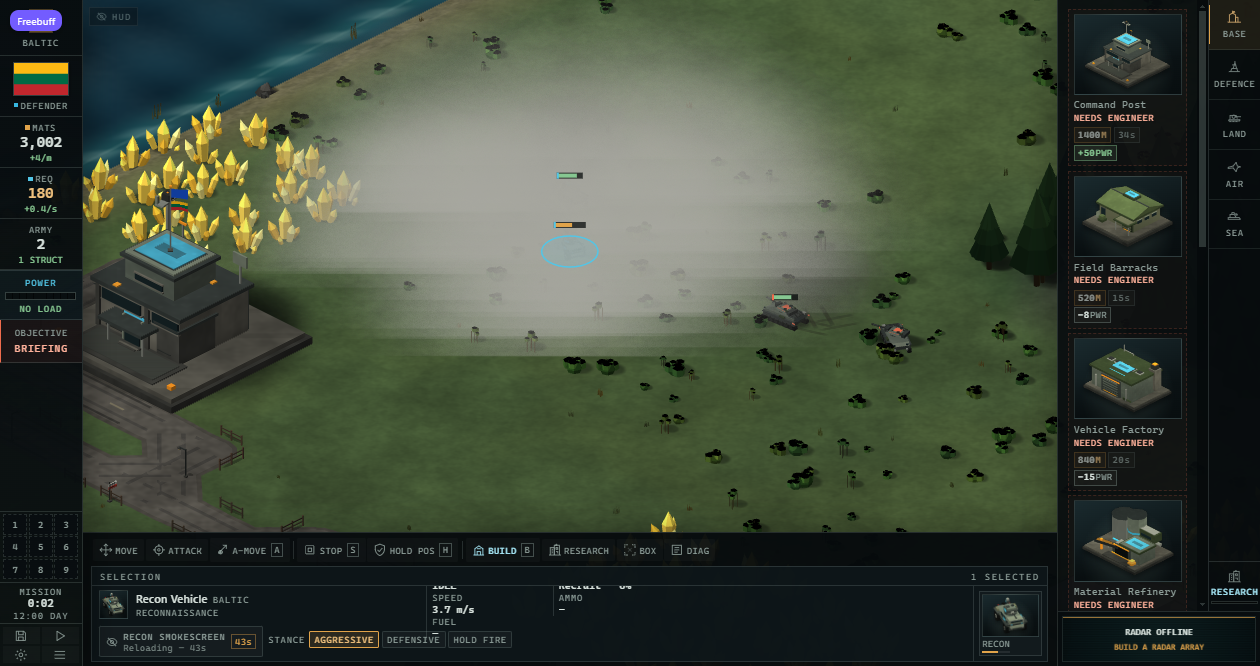 Freebuff
BALTIC
DEFENDER
MATS
3,002
+4/m
REQ
180
+0.4/s
ARMY
2
1 STRUCT
POWER
NO LOAD
OBJECTIVE
BRIEFING
1 2 3
4 5 6
7 8 9
MISSION
0:02
12:00 DAY
HUD
MOVE
ATTACK
A-MOVE A
STOP S
HOLD POS H
BUILD B
RESEARCH
BOX
DIAG
SELECTION
1 SELECTED
Recon Vehicle BALTIC
RECONNAISSANCE
RECON SMOKESCREEN
Reloading — 43s
43s
IDLE
SPEED
3.7 m/s
FUEL
—
Recruit 0%
AMMO
—
STANCE AGGRESSIVE DEFENSIVE HOLD FIRE
RECON
Command Post
NEEDS ENGINEER
1400M 34s
+50PWR
Field Barracks
NEEDS ENGINEER
520M 15s
−8PWR
Vehicle Factory
NEEDS ENGINEER
840M 20s
−15PWR
Material Refinery
NEEDS ENGINEER
BASE
DEFENCE
LAND
AIR
SEA
RESEARCH
RADAR OFFLINE
BUILD A RADAR ARRAY